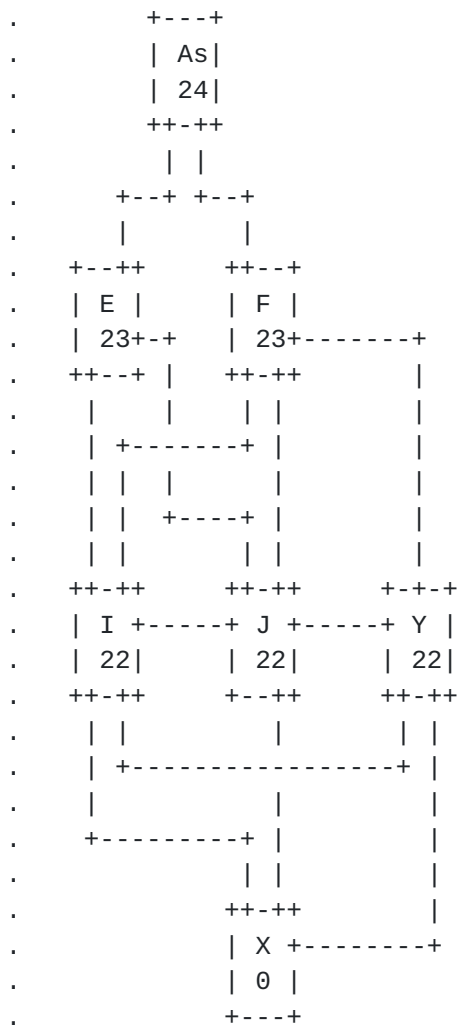 .        +---+
.        | As|
.        | 24|
.        ++-++
.         | |
.      +--+ +--+
.      |       |
.   +--++     ++--+
.   | E |     | F |
.   | 23+-+   | 23+-------+
.   ++--+ |   ++-++       |
.    |    |    | |        |
.    | +-------+ |        |
.    | |  |      |        |
.    | |  +----+ |        |
.    | |       | |        |
.   ++-++     ++-++     +-+-+
.   | I +-----+ J +-----+ Y |
.   | 22|     | 22|     | 22|
.   ++-++     +--++     ++-++
.    | |         |       | |
.    | +-----------------+ |
.    |           |         |
.    +---------+ |         |
.              | |         |
.             ++-++        |
.             | X +--------+
.             | 0 |
.             +---+